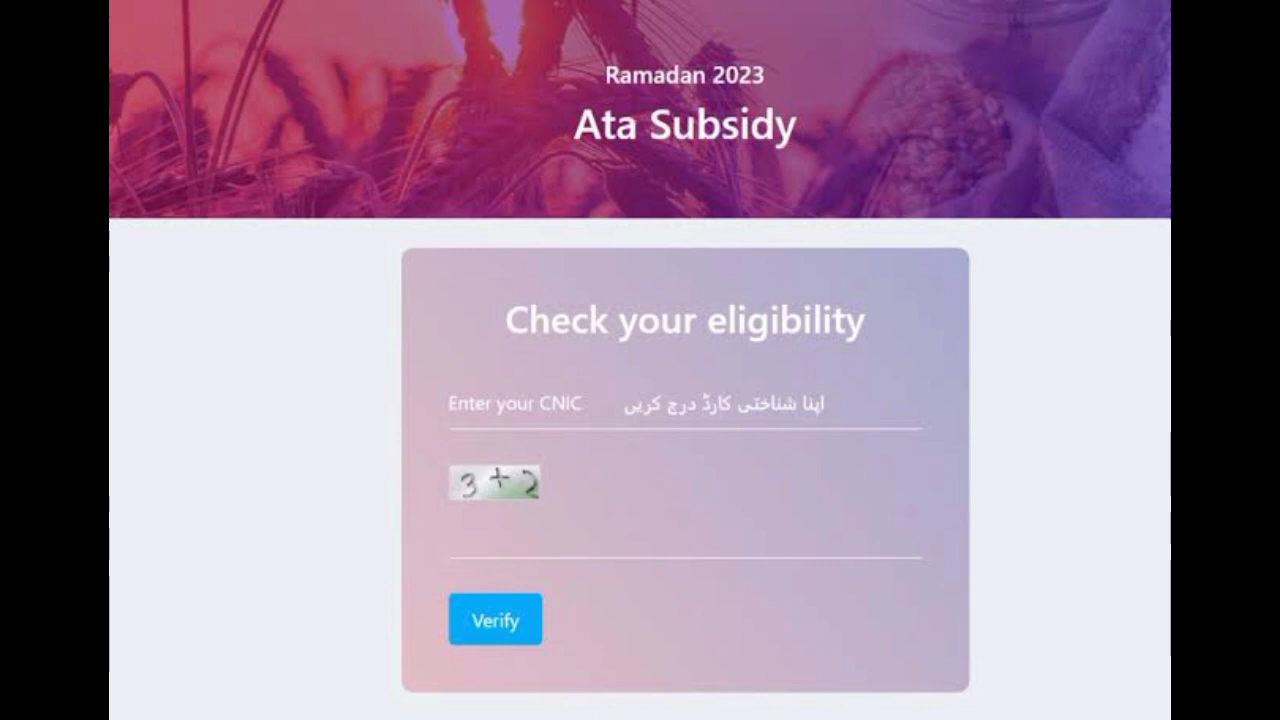 Ramadan 2023
Ata Subsidy
Check your eligibility
Enter your CNIC اپنا شناختی کارڈ درج کریں
3 + 2
Verify